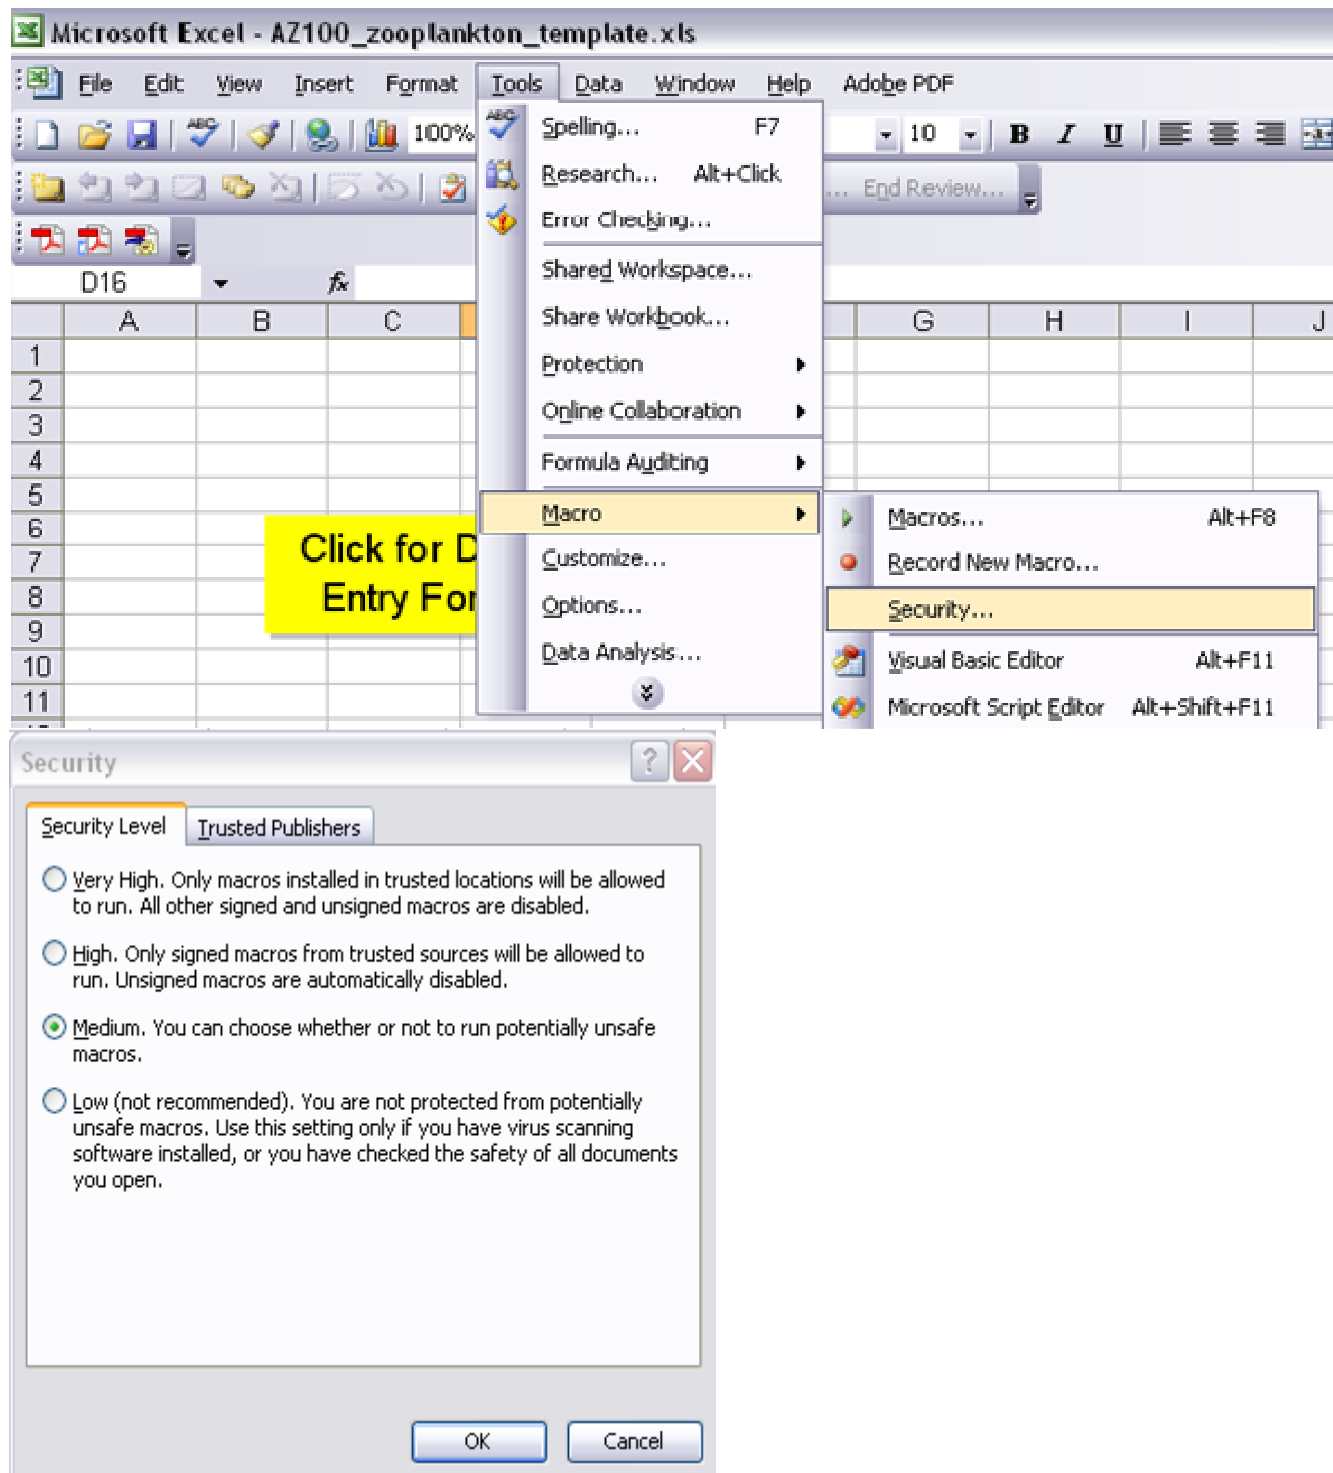 Microsoft Excel - AZ100_zooplankton_template.xls
File Edit View Insert Format Tools Data Window Help Adobe PDF
100% 10 B I U
... End Review...
D16 fx
A B C G H I J
1
2
3
4
5
6
7
8
9
10
11
Click for D
Entry For
ABC Spelling... F7
Research... Alt+Click
Error Checking...
Shared Workspace...
Share Workbook...
Protection
Online Collaboration
Formula Auditing
Macro
Customize...
Options...
Data Analysis...
Macros... Alt+F8
Record New Macro...
Security...
Visual Basic Editor Alt+F11
Microsoft Script Editor Alt+Shift+F11
Security
Security Level Trusted Publishers
Very High. Only macros installed in trusted locations will be allowed
to run. All other signed and unsigned macros are disabled.
High. Only signed macros from trusted sources will be allowed to
run. Unsigned macros are automatically disabled.
Medium. You can choose whether or not to run potentially unsafe
macros.
Low (not recommended). You are not protected from potentially
unsafe macros. Use this setting only if you have virus scanning
software installed, or you have checked the safety of all documents
you open.
OK Cancel